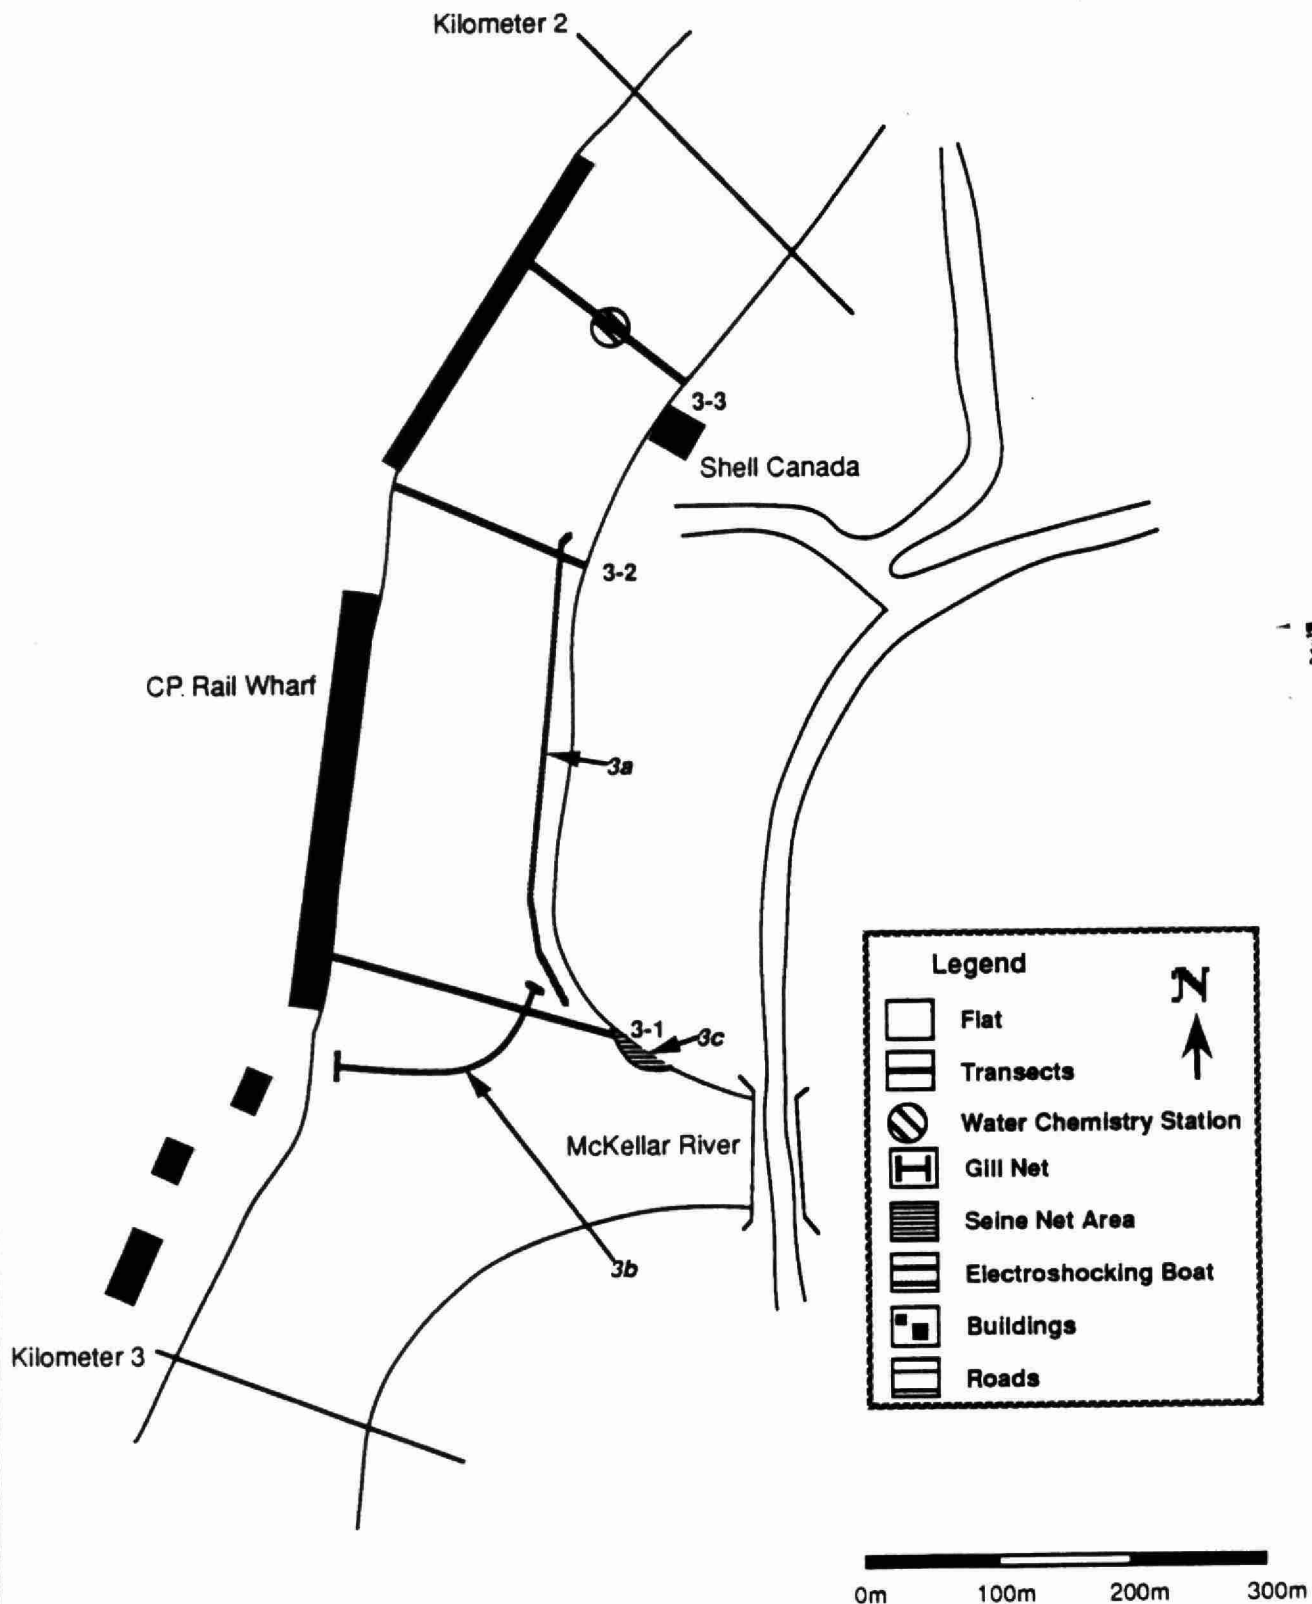 Kilometer 2
3-3
Shell Canada
3-2
CP. Rail Wharf
3a
3-1
3c
McKellar River
3b
Kilometer 3
Legend
N
Flat
Transects
Water Chemistry Station
Gill Net
Seine Net Area
Electroshocking Boat
Buildings
Roads
0m 100m 200m 300m